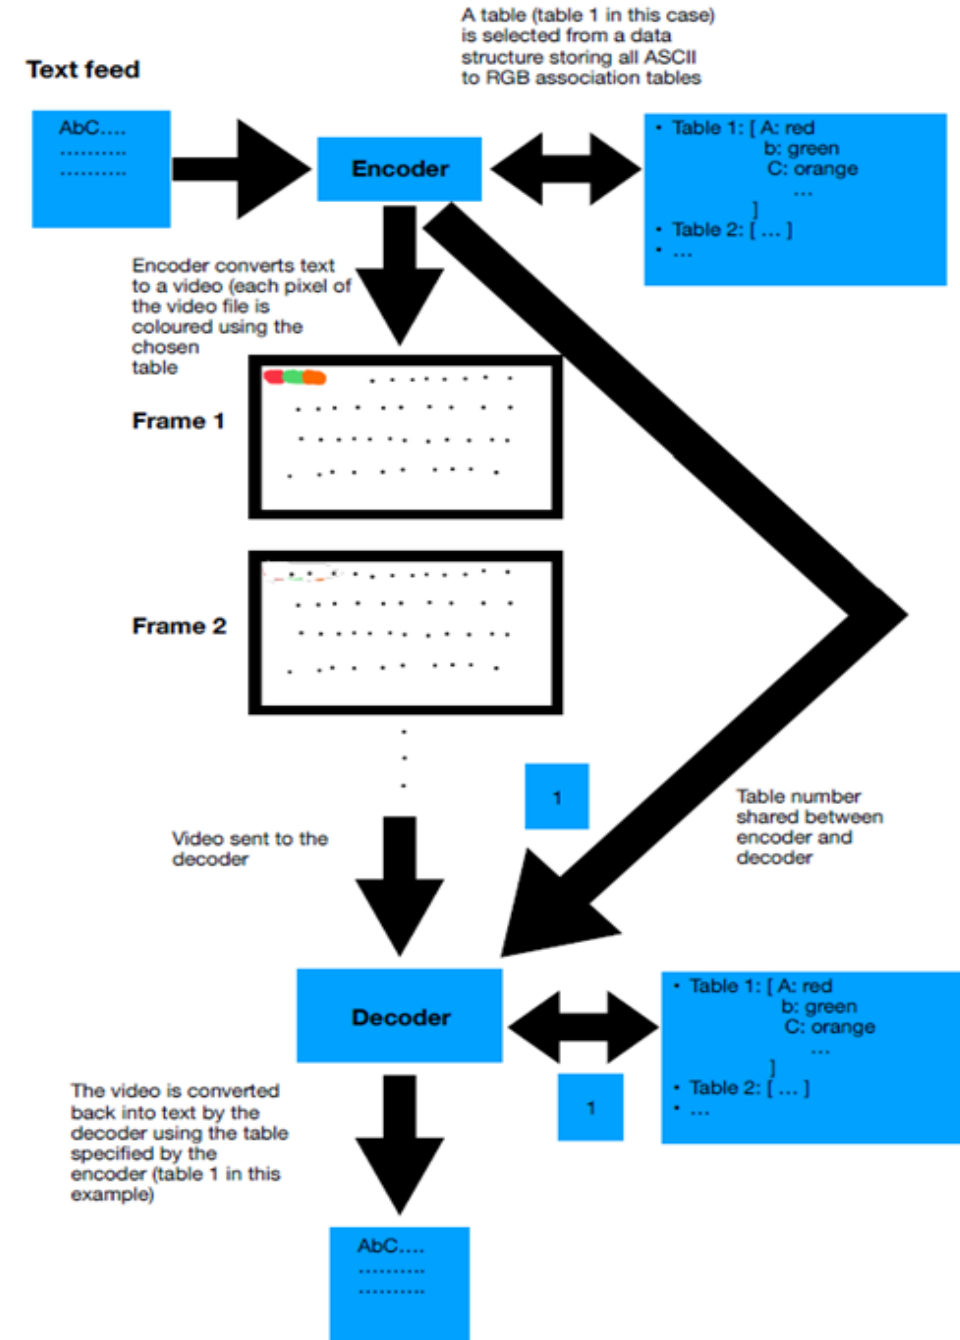 A table (table 1 in this case)
is selected from a data
structure storing all ASCII
to RGB association tables
Text feed
AbC....
..........
..........
Encoder
• Table 1: [ A: red
b: green
C: orange
...
]
• Table 2: [ ... ]
• ...
Encoder converts text
to a video (each pixel of
the video file is
coloured using the
chosen
table
Frame 1
Frame 2
1
Table number
shared between
encoder and
decoder
Video sent to the
decoder
Decoder
• Table 1: [ A: red
b: green
C: orange
...
]
• Table 2: [ ... ]
• ...
1
The video is converted
back into text by the
decoder using the table
specified by the
encoder (table 1 in this
example)
AbC....
..........
..........